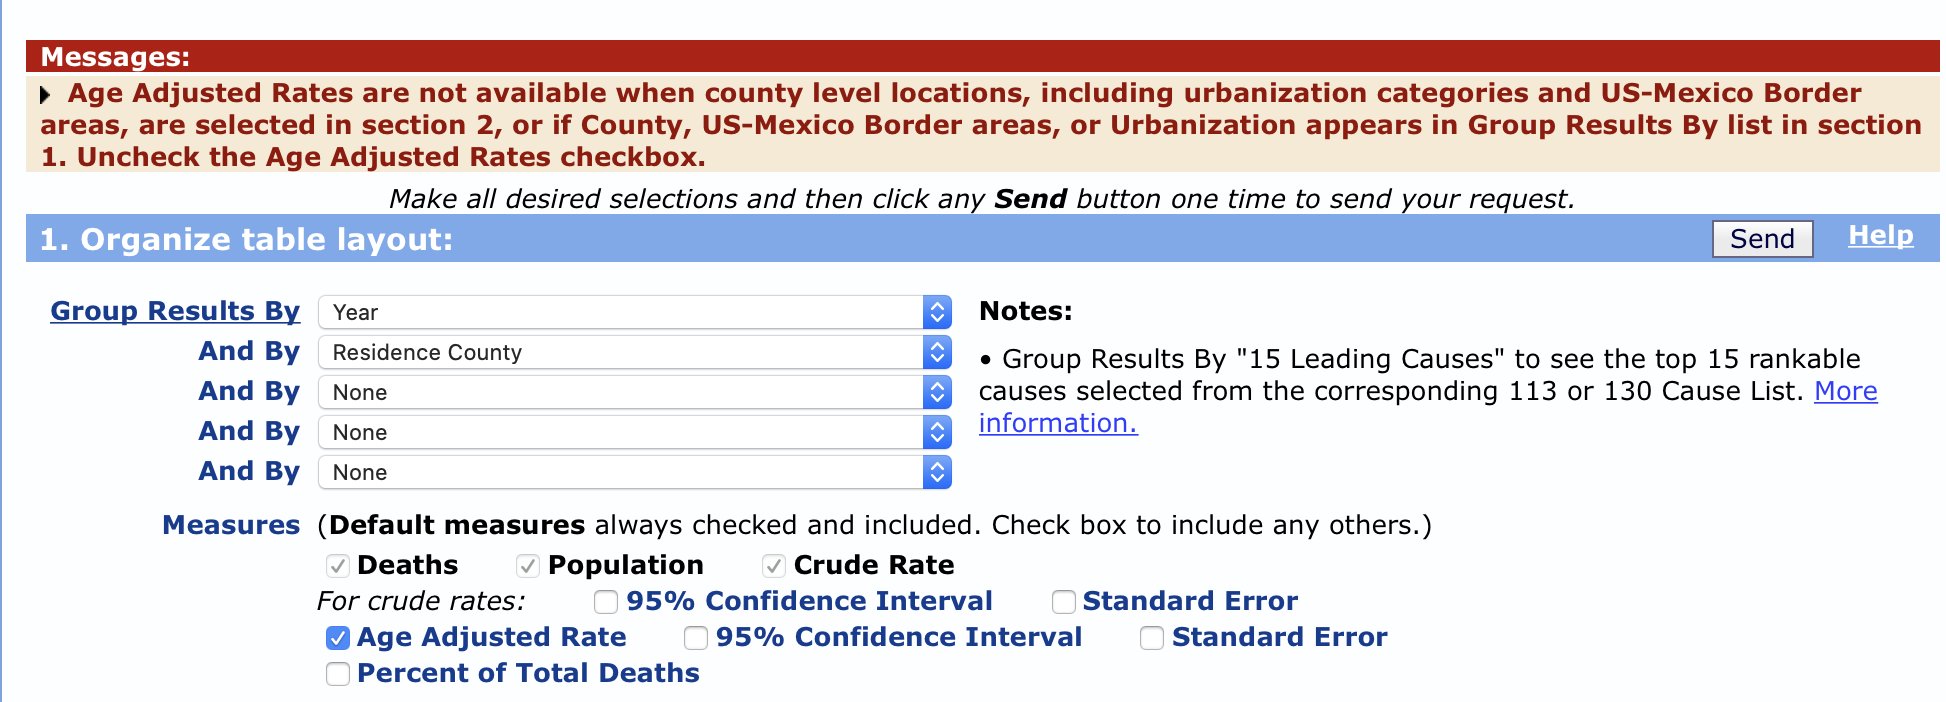 Messages:
Age Adjusted Rates are not available when county level locations, including urbanization categories and US-Mexico Border
areas, are selected in section 2, or if County, US-Mexico Border areas, or Urbanization appears in Group Results By list in section
1. Uncheck the Age Adjusted Rates checkbox.
Make all desired selections and then click any Send button one time to send your request.
1. Organize table layout: Send Help
Group Results By Year
And By Residence County
And By None
And By None
And By None
Notes:
• Group Results By "15 Leading Causes" to see the top 15 rankable
causes selected from the corresponding 113 or 130 Cause List. More
information.
Measures (Default measures always checked and included. Check box to include any others.)
Deaths Population Crude Rate
For crude rates: 95% Confidence Interval Standard Error
Age Adjusted Rate 95% Confidence Interval Standard Error
Percent of Total Deaths